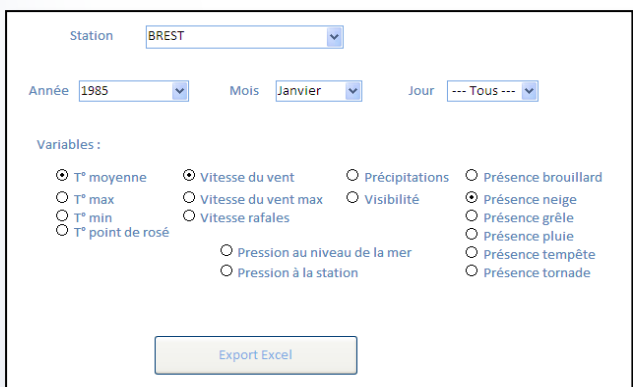 Station BREST
Année 1985 Mois Janvier Jour --- Tous ---
Variables :
T° moyenne Vitesse du vent Précipitations Présence brouillard
T° max Vitesse du vent max Visibilité Présence neige
T° min Vitesse rafales Présence grêle
T° point de rosé Présence pluie
Pression au niveau de la mer Présence tempête
Pression à la station Présence tornade
Export Excel